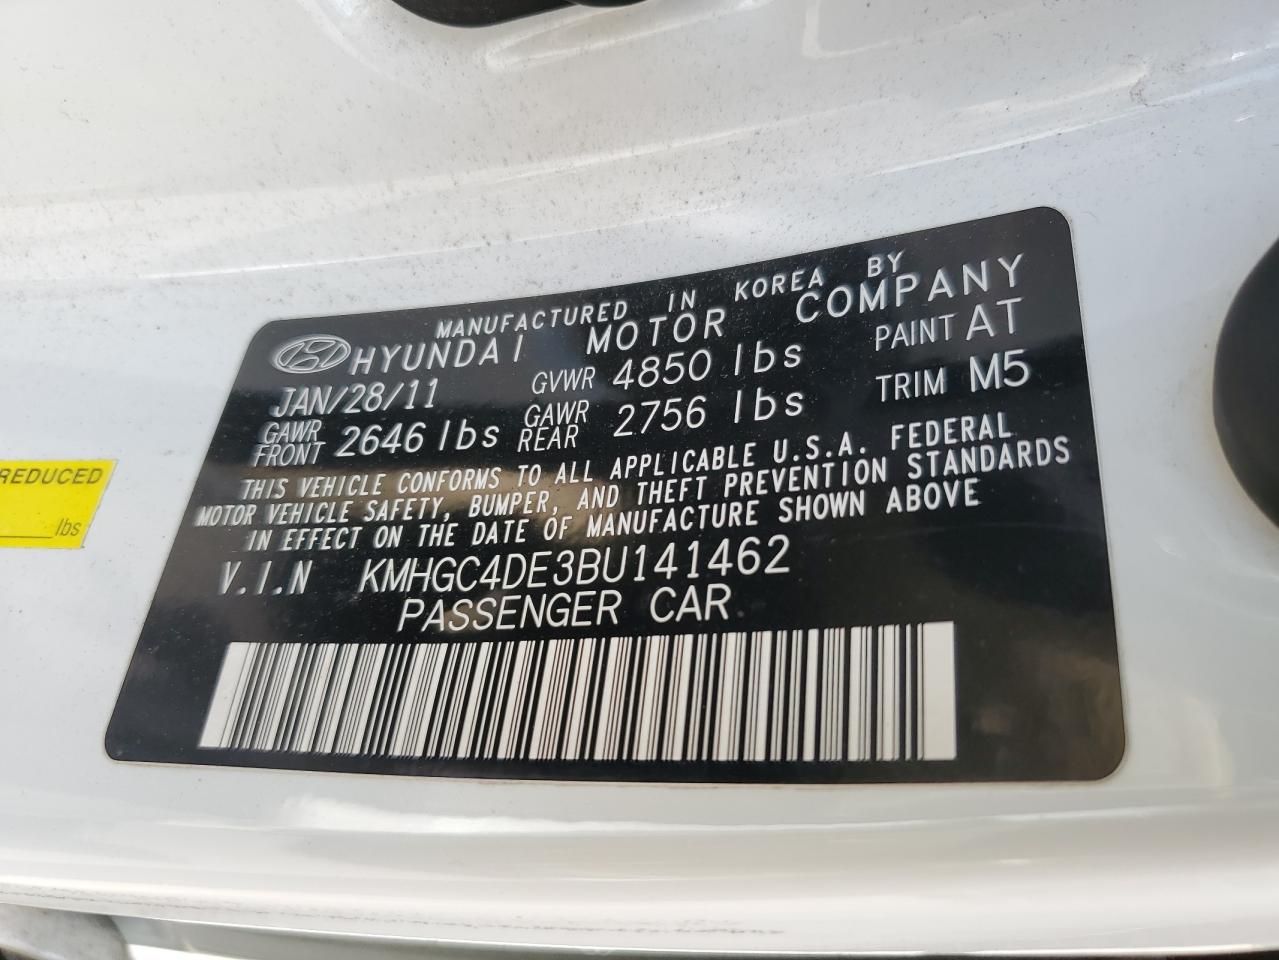 MANUFACTURED IN KOREA BY
HYUNDAI MOTOR COMPANY
JAN/28/11 GVWR 4850 lbs PAINT AT
GAWR FRONT 2646 lbs GAWR REAR 2756 lbs TRIM M5
THIS VEHICLE CONFORMS TO ALL APPLICABLE U.S.A. FEDERAL
MOTOR VEHICLE SAFETY, BUMPER, AND THEFT PREVENTION STANDARDS
IN EFFECT ON THE DATE OF MANUFACTURE SHOWN ABOVE
V.I.N KMHGC4DE3BU141462
PASSENGER CAR
REDUCED
lbs